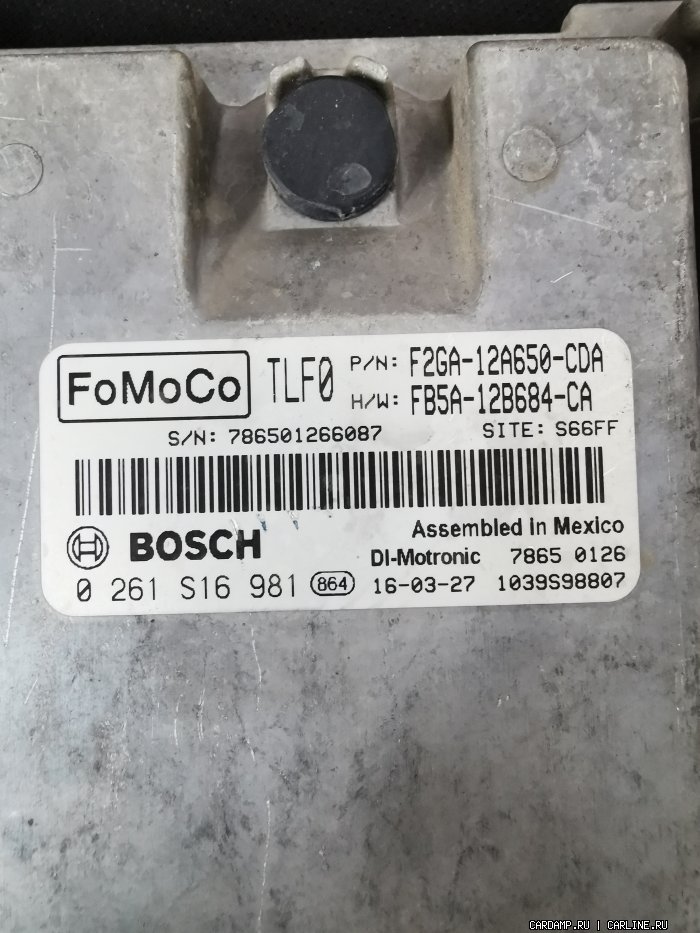 FoMoCo TLF0 P/N: F2GA-12A650-CDA
H/W: FB5A-12B684-CA
S/N: 786501266087 SITE: S66FF
BOSCH Assembled in Mexico
DI-Motronic 7865 0126
0 261 S16 981 864 16-03-27 1039S98807
CARDAMP.RU | CARLINE.RU